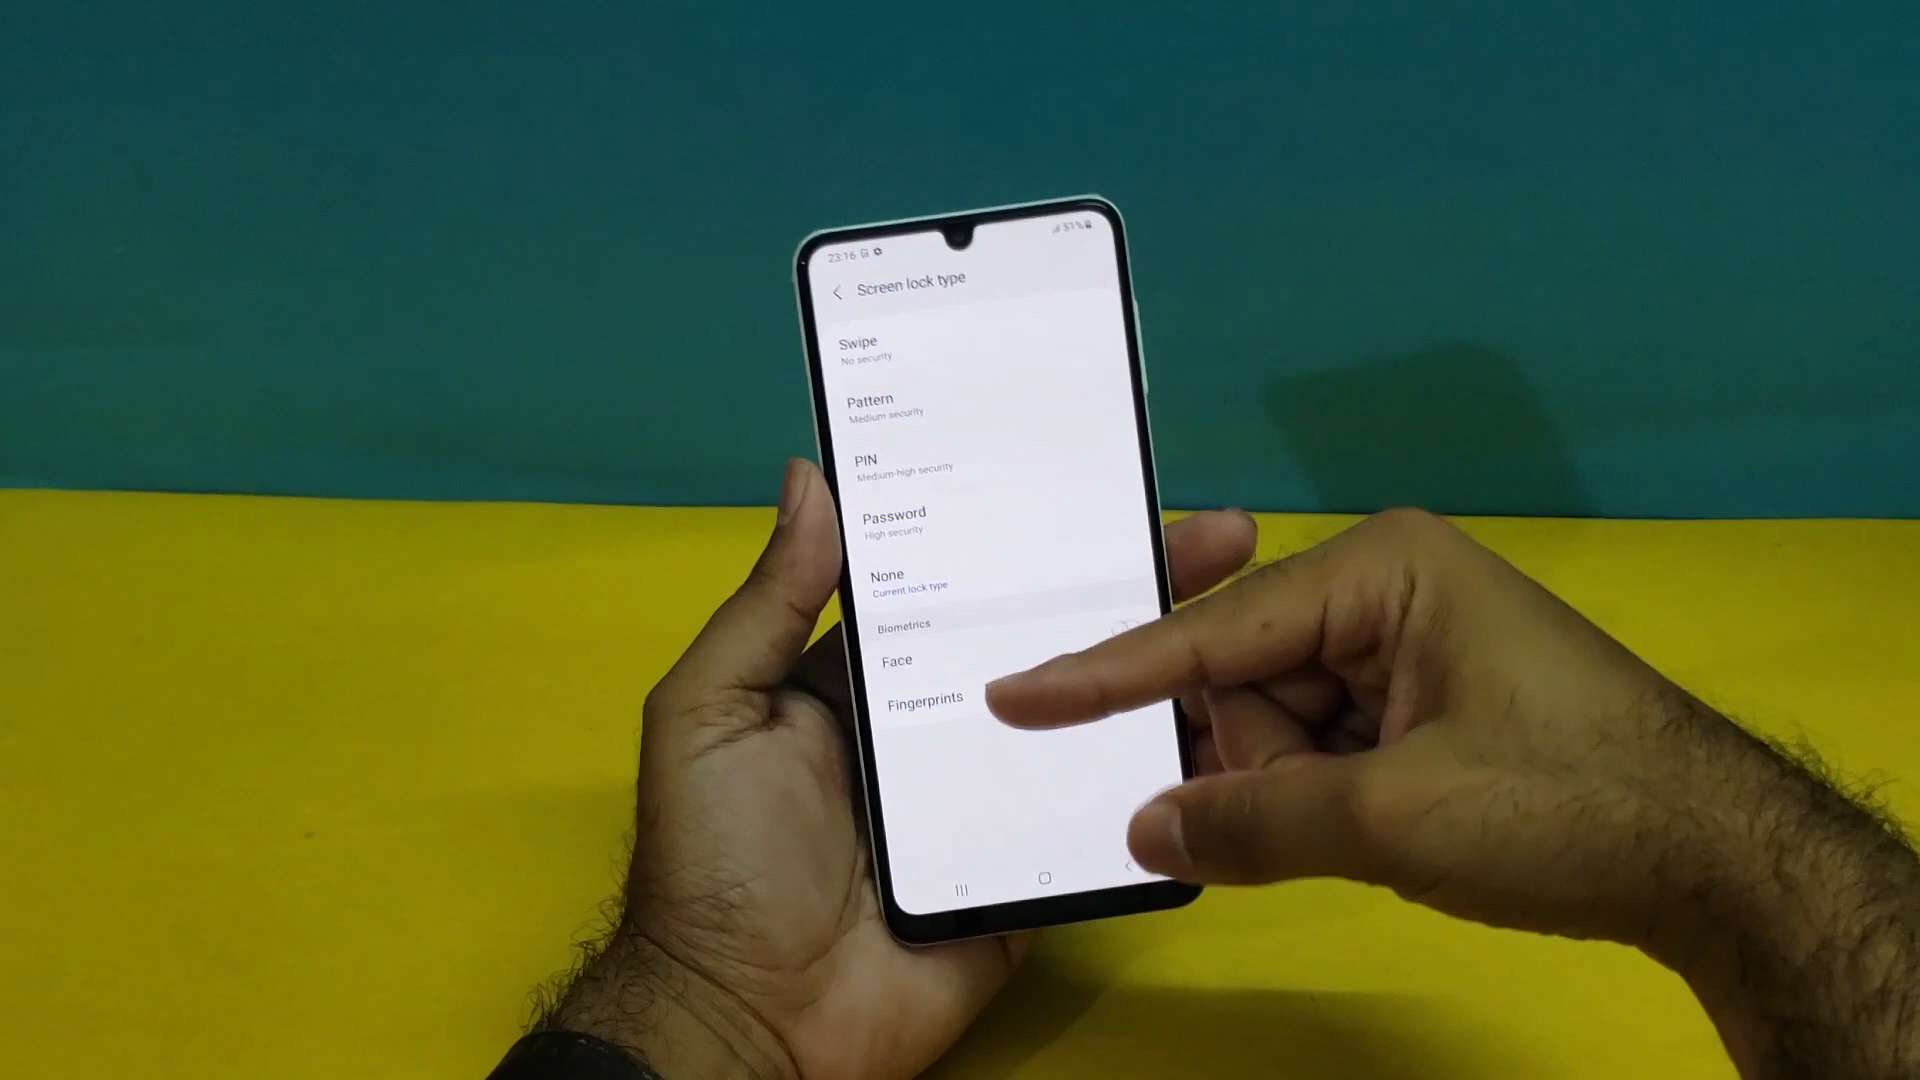 23:16 51%
Screen lock type
Swipe
No security
Pattern
Medium security
PIN
Medium-high security
Password
High security
None
Current lock type
Biometrics
Face
Fingerprints